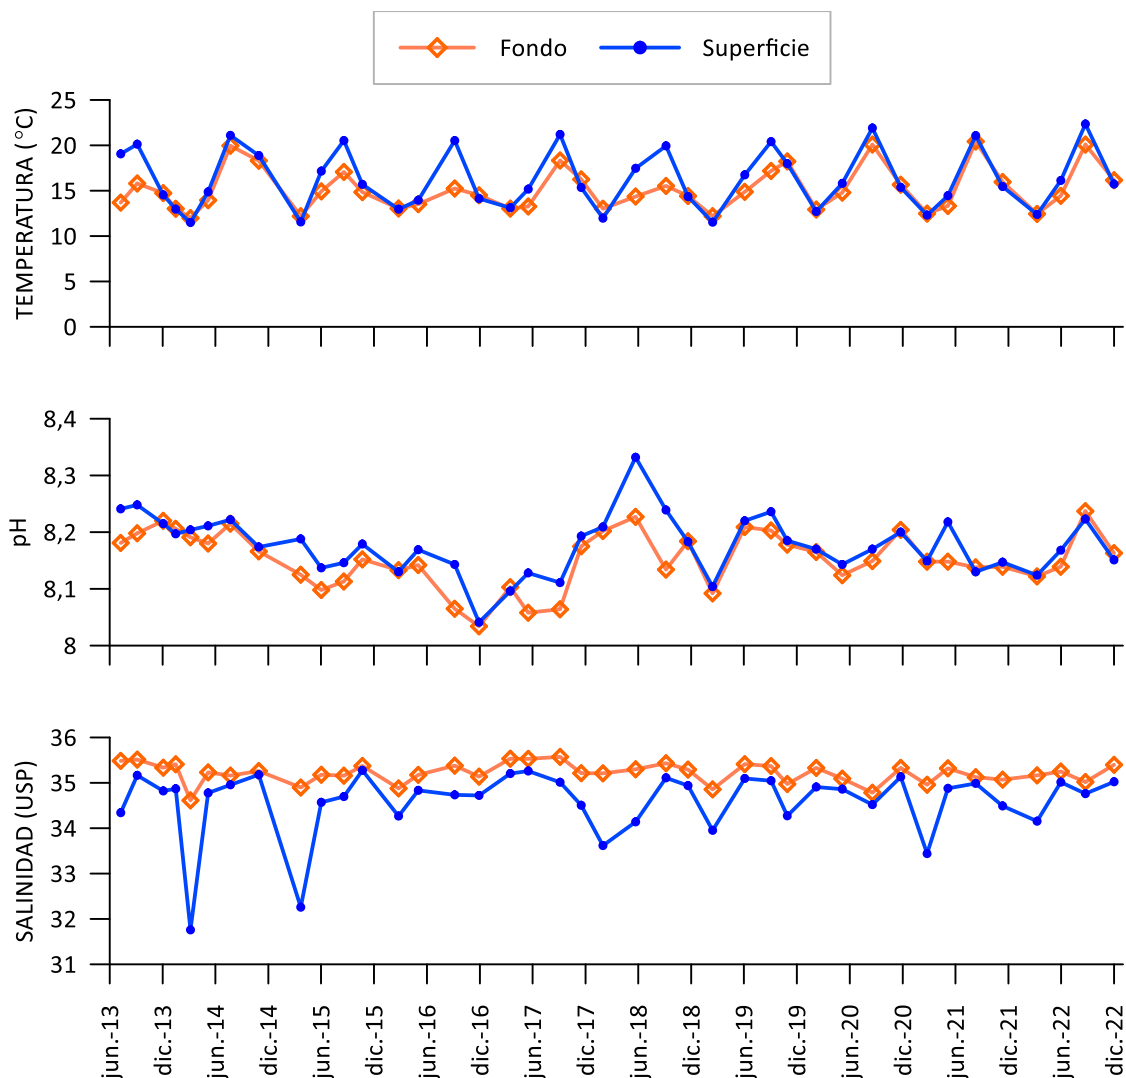 Fondo Superficie
TEMPERATURA (°C)
25
20
15
10
5
0
pH
8,4
8,3
8,2
8,1
8
SALINIDAD (USP)
36
35
34
33
32
31
jun.-13
dic.-13
jun.-14
dic.-14
jun.-15
dic.-15
jun.-16
dic.-16
jun.-17
dic.-17
jun.-18
dic.-18
jun.-19
dic.-19
jun.-20
dic.-20
jun.-21
dic.-21
jun.-22
dic.-22